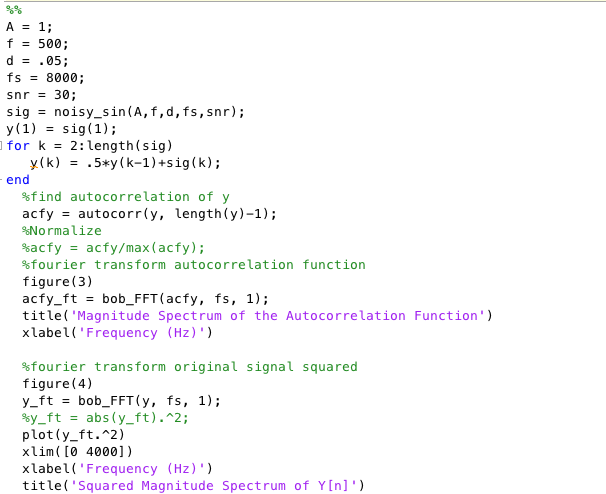 %%
A = 1;
f = 500;
d = .05;
fs = 8000;
snr = 30;
sig = noisy_sin(A,f,d,fs,snr);
y(1) = sig(1);
for k = 2:length(sig)
y(k) = .5*y(k-1)+sig(k);
end
%find autocorrelation of y
acfy = autocorr(y, length(y)-1);
%Normalize
%acfy = acfy/max(acfy);
%fourier transform autocorrelation function
figure(3)
acfy_ft = bob_FFT(acfy, fs, 1);
title('Magnitude Spectrum of the Autocorrelation Function')
xlabel('Frequency (Hz)')
%fourier transform original signal squared
figure(4)
y_ft = bob_FFT(y, fs, 1);
%y_ft = abs(y_ft).^2;
plot(y_ft.^2)
xlim([0 4000])
xlabel('Frequency (Hz)')
title('Squared Magnitude Spectrum of Y[n]')